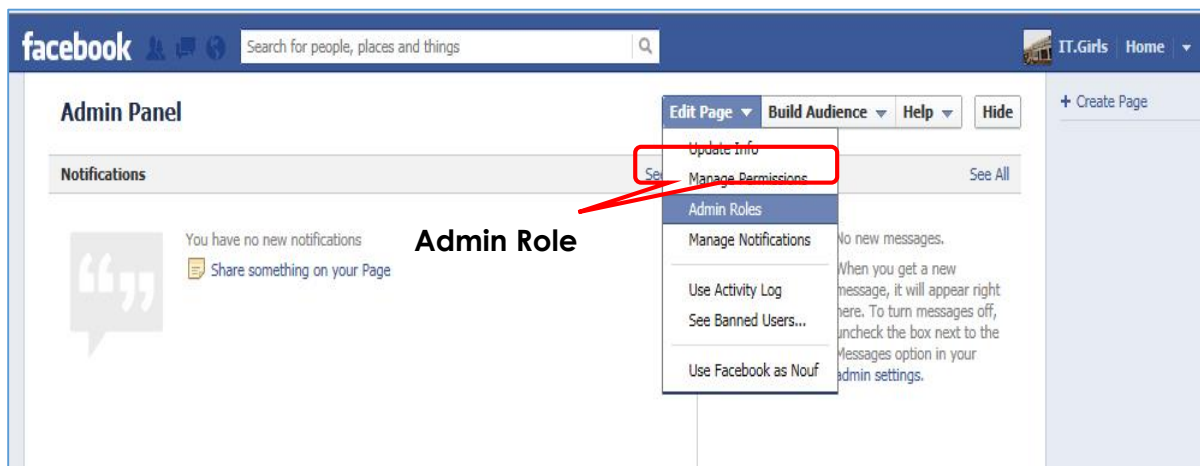 facebook
Search for people, places and things
IT.Girls Home
Admin Panel
Edit Page Build Audience Help Hide
+ Create Page
Update Info
Notifications
See All
Manage Permissions
Admin Roles
Admin Role
Manage Notifications
You have no new notifications
Share something on your Page
No new messages.
When you get a new
message, it will appear right
here. To turn messages off,
uncheck the box next to the
Messages option in your
admin settings.
Use Activity Log
See Banned Users...
Use Facebook as Nouf